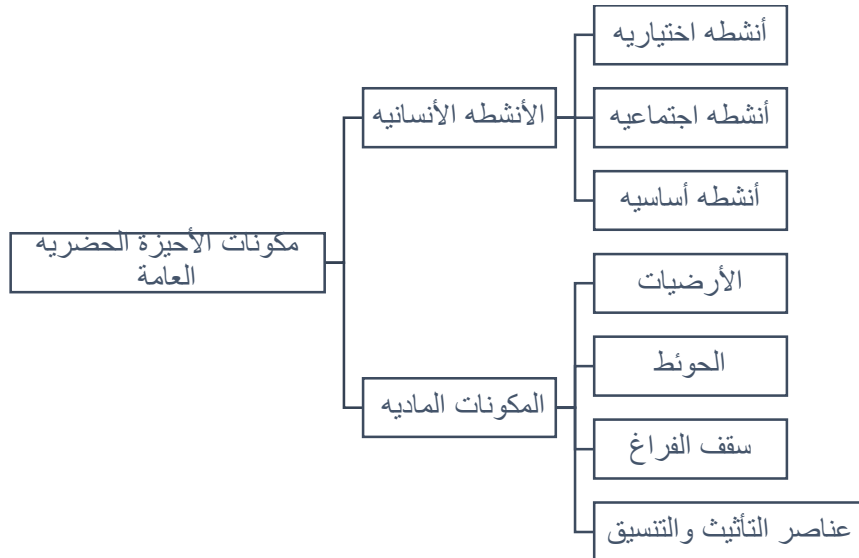 أنشطه اختياريه
الأنشطه الأنسانيه
أنشطه اجتماعيه
أنشطه أساسيه
مكونات الأحيزة الحضريه
العامة
الأرضيات
الحوئط
المكونات الماديه
سقف الفراغ
عناصر التأثيث والتنسيق